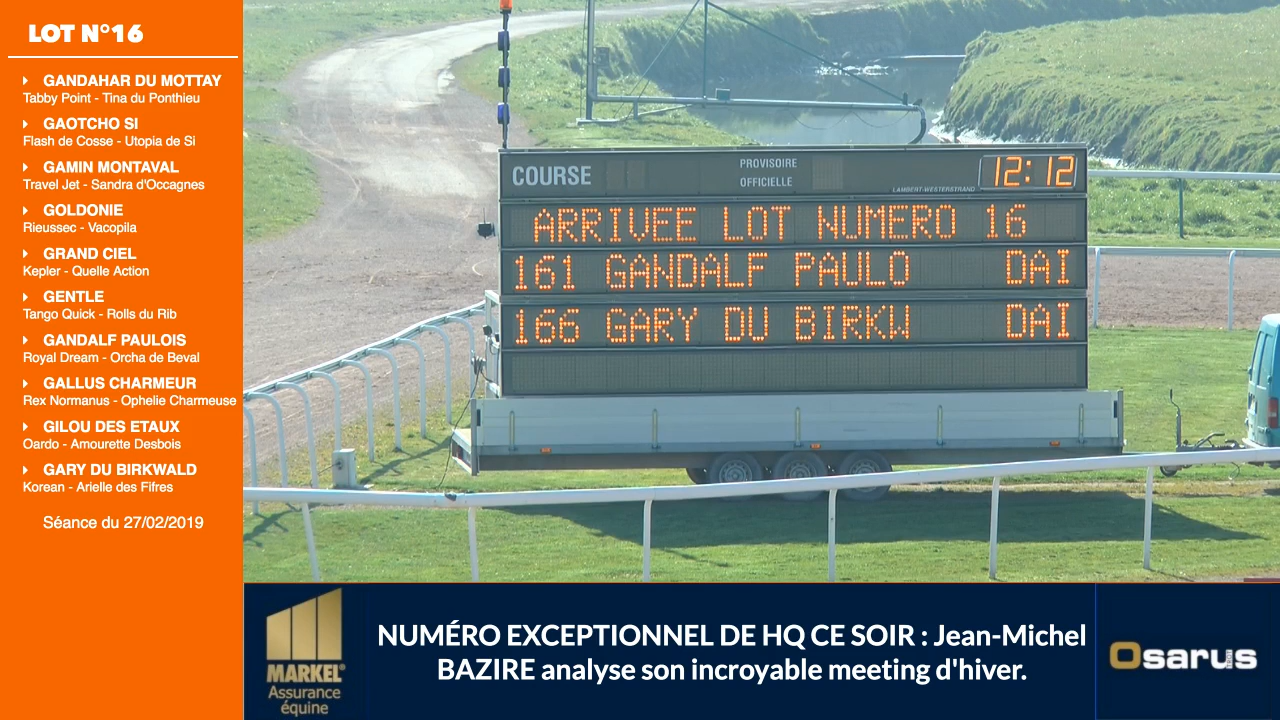 LOT N°16
GANDAHAR DU MOTTAY
Tabby Point - Tina du Ponthieu
GAOTCHO SI
Flash de Cosse - Utopia de Si
GAMIN MONTAVAL
Travel Jet - Sandra d'Occagnes
GOLDONIE
Rieussec - Vacopila
GRAND CIEL
Kepler - Quelle Action
GENTLE
Tango Quick - Rolls du Rib
GANDALF PAULOIS
Royal Dream - Orcha de Beval
GALLUS CHARMEUR
Rex Normanus - Ophelie Charmeuse
GILOU DES ETAUX
Oardo - Amourette Desbois
GARY DU BIRKWALD
Korean - Arielle des Fifres
Séance du 27/02/2019
COURSE
PROVISOIRE
OFFICIELLE
LAMBERT-WESTERSTRAND
12:12
ARRIVEE LOT NUMERO 16
161 GANDALF PAULO DAI
166 GARY DU BIRKW DAI
MARKEL®
Assurance
équine
NUMÉRO EXCEPTIONNEL DE HQ CE SOIR : Jean-Michel
BAZIRE analyse son incroyable meeting d'hiver.
Osarus